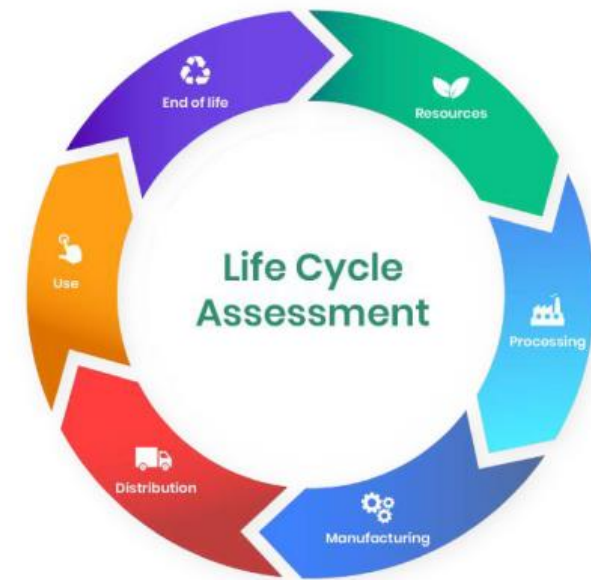 Life Cycle
Assessment
Resources
Processing
Manufacturing
Distribution
Use
End of life